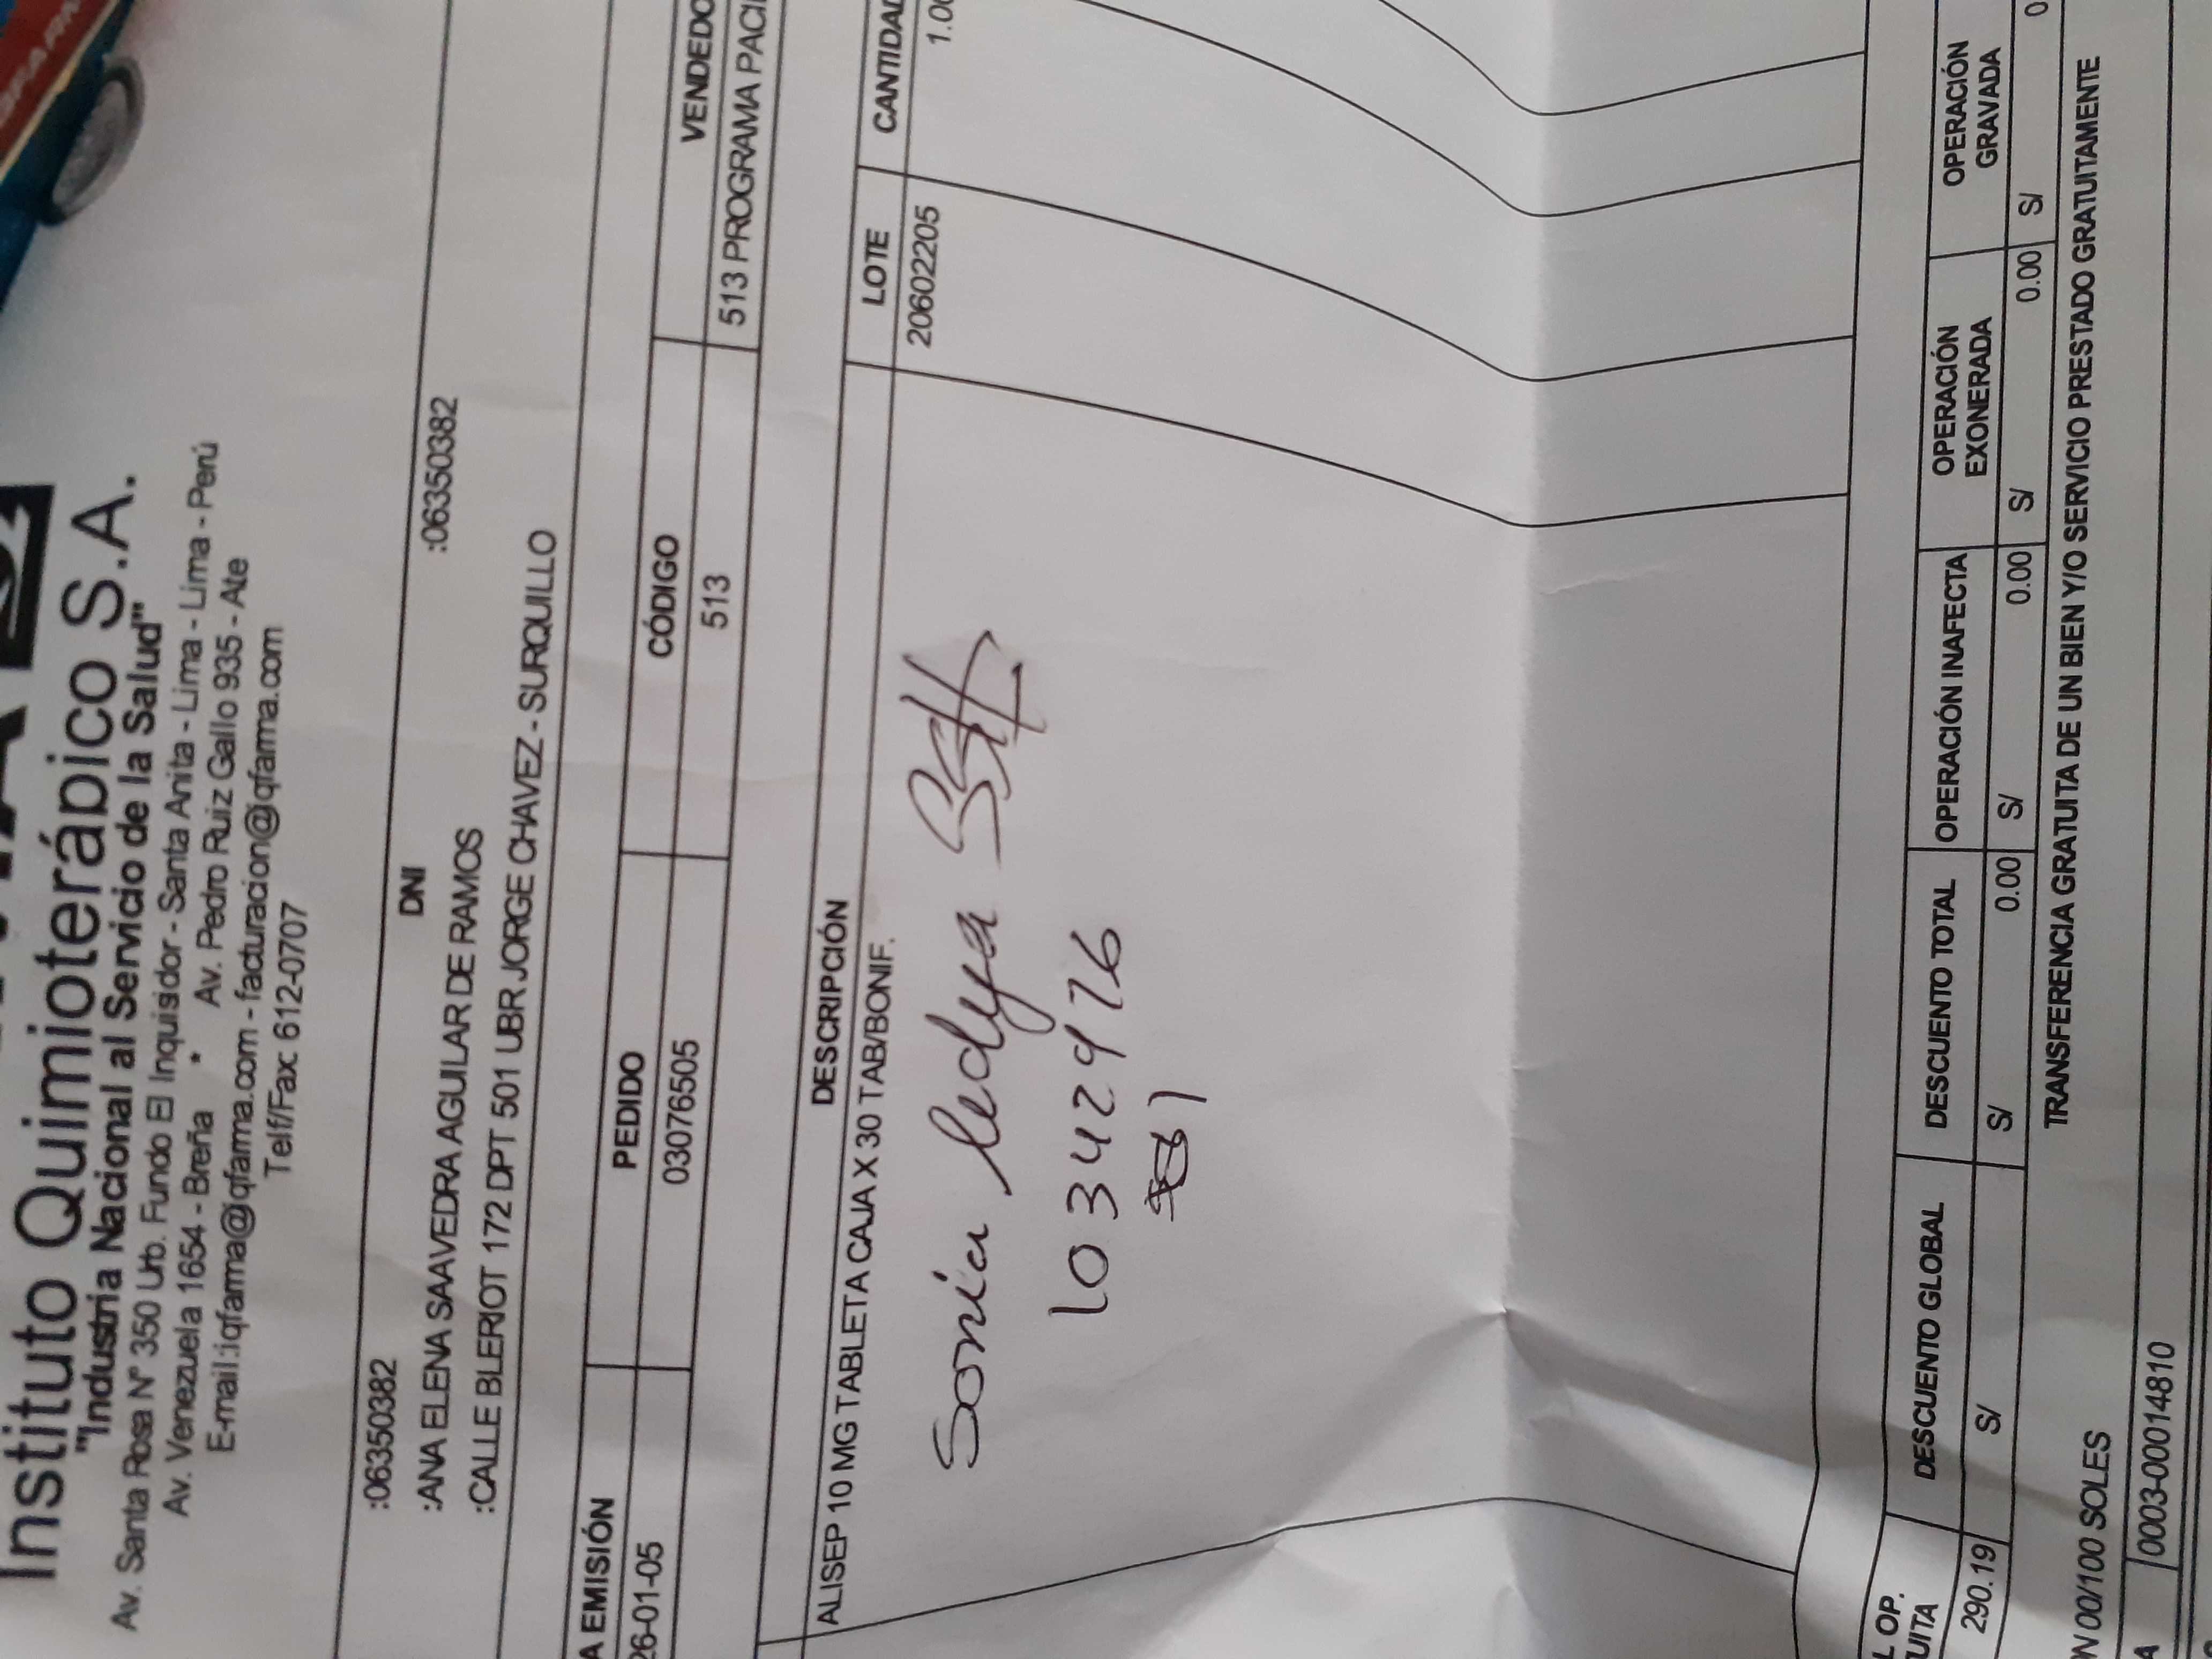 Instituto Quimioterápico S.A.
"Industria Nacional al Servicio de la Salud"
Av. Santa Rosa N° 350 Urb. Fundo El Inquisidor - Santa Anita - Lima - Lima - Perú
Av. Venezuela 1654 - Breña * Av. Pedro Ruiz Gallo 935 - Ate
E-mail:iqfarma@iqfarma.com - facturacion@iqfarma.com
Telf/Fax: 612-0707
:06350382 DNI :06350382
:ANA ELENA SAAVEDRA AGUILAR DE RAMOS
:CALLE BLERIOT 172 DPT 501 UBR.JORGE CHAVEZ - SURQUILLO
A EMISIÓN PEDIDO CÓDIGO VENDEDO
26-01-05 03076505 513 513 PROGRAMA PACI
DESCRIPCIÓN LOTE CANTIDAD
ALISEP 10 MG TABLETA CAJA X 30 TAB/BONIF. 20602205 1.00
Sonia
10342976
L OP. UITA DESCUENTO GLOBAL DESCUENTO TOTAL OPERACIÓN INAFECTA OPERACIÓN EXONERADA OPERACIÓN GRAVADA
290.19 S/ S/ 0.00 S/ 0.00 S/ 0.00 S/ 0
TRANSFERENCIA GRATUITA DE UN BIEN Y/O SERVICIO PRESTADO GRATUITAMENTE
N 00/100 SOLES
A 0003-00014810